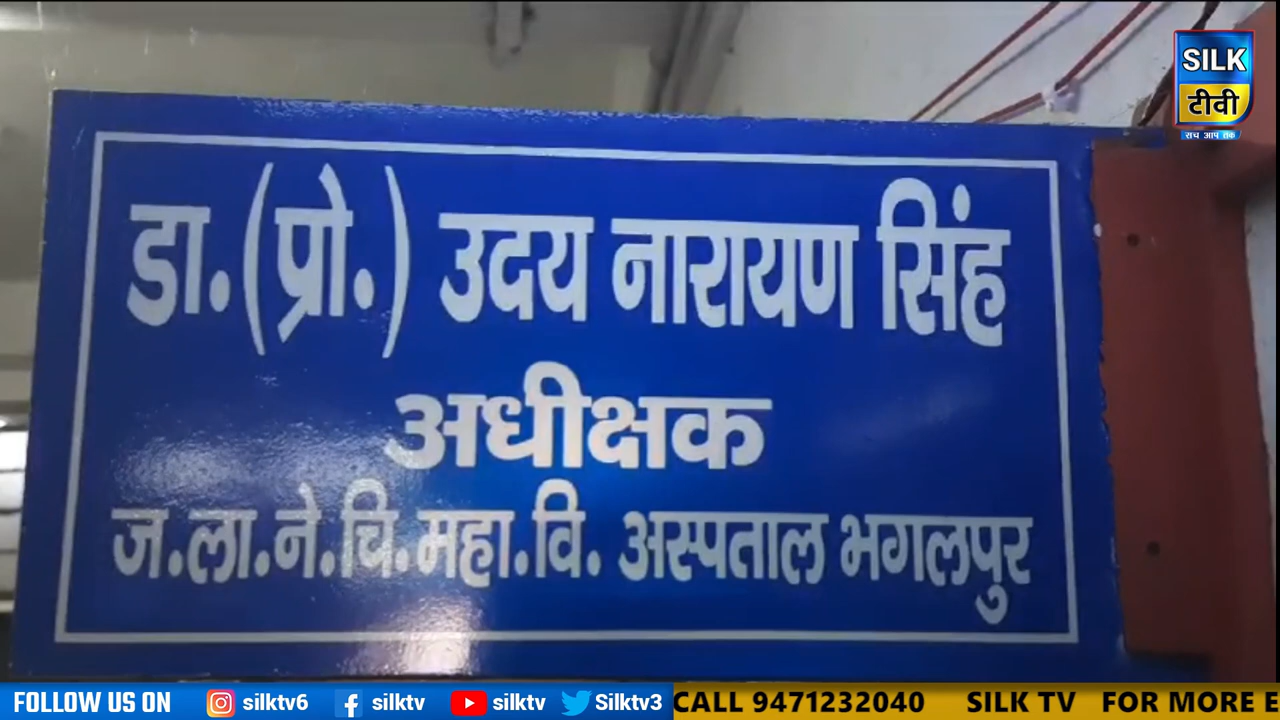 SILK
टीवी
सच आप तक
डा.(प्रो.) उदय नारायण सिंह
अधीक्षक
ज.ला.ने.चि.महा.वि. अस्पताल भगलपुर
FOLLOW US ON silktv6 silktv silktv Silktv3 CALL 9471232040 SILK TV FOR MORE E